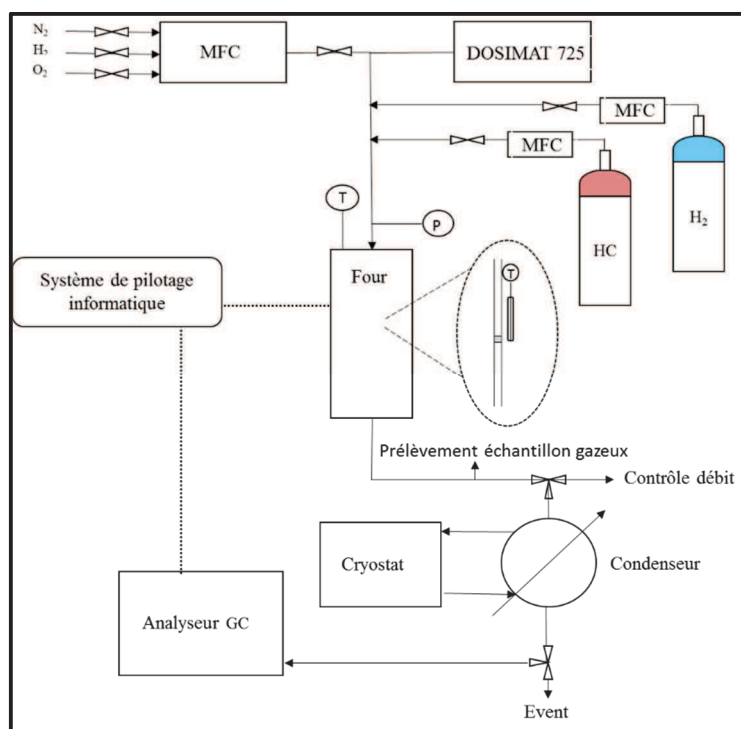 N₂
H₂
O₂
MFC
DOSIMAT 725
MFC
MFC
H₂
HC
T
P
Four
T
Système de pilotage
informatique
Prélèvement échantillon gazeux
Contrôle débit
Cryostat
Condenseur
Analyseur GC
Event